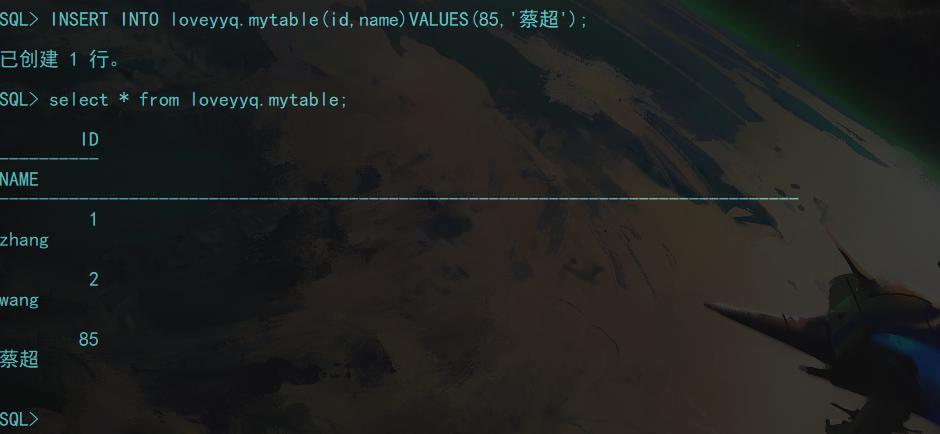 SQL> INSERT INTO loveyyq.mytable(id,name)VALUES(85,'蔡超');
已创建 1 行。
SQL> select * from loveyyq.mytable;
ID
----------
NAME
--------------------------------------------------------------------------------
1
zhang
2
wang
85
蔡超
SQL>